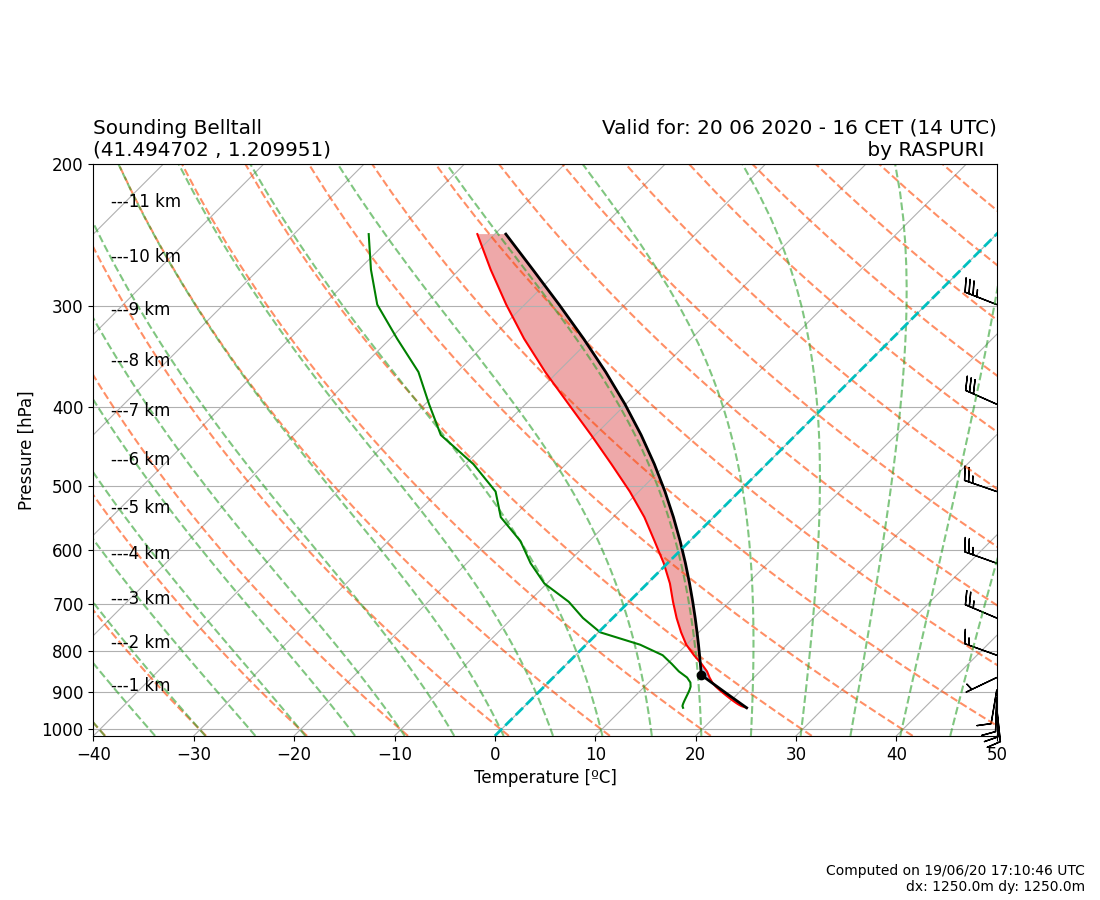 Sounding Belltall
(41.494702 , 1.209951)
Valid for: 20 06 2020 - 16 CET (14 UTC)
by RASPURI
200
300
400
500
600
700
800
900
1000
Pressure [hPa]
---11 km
---10 km
---9 km
---8 km
---7 km
---6 km
---5 km
---4 km
---3 km
---2 km
---1 km
−40 −30 −20 −10 0 10 20 30 40 50
Temperature [ºC]
Computed on 19/06/20 17:10:46 UTC
dx: 1250.0m dy: 1250.0m